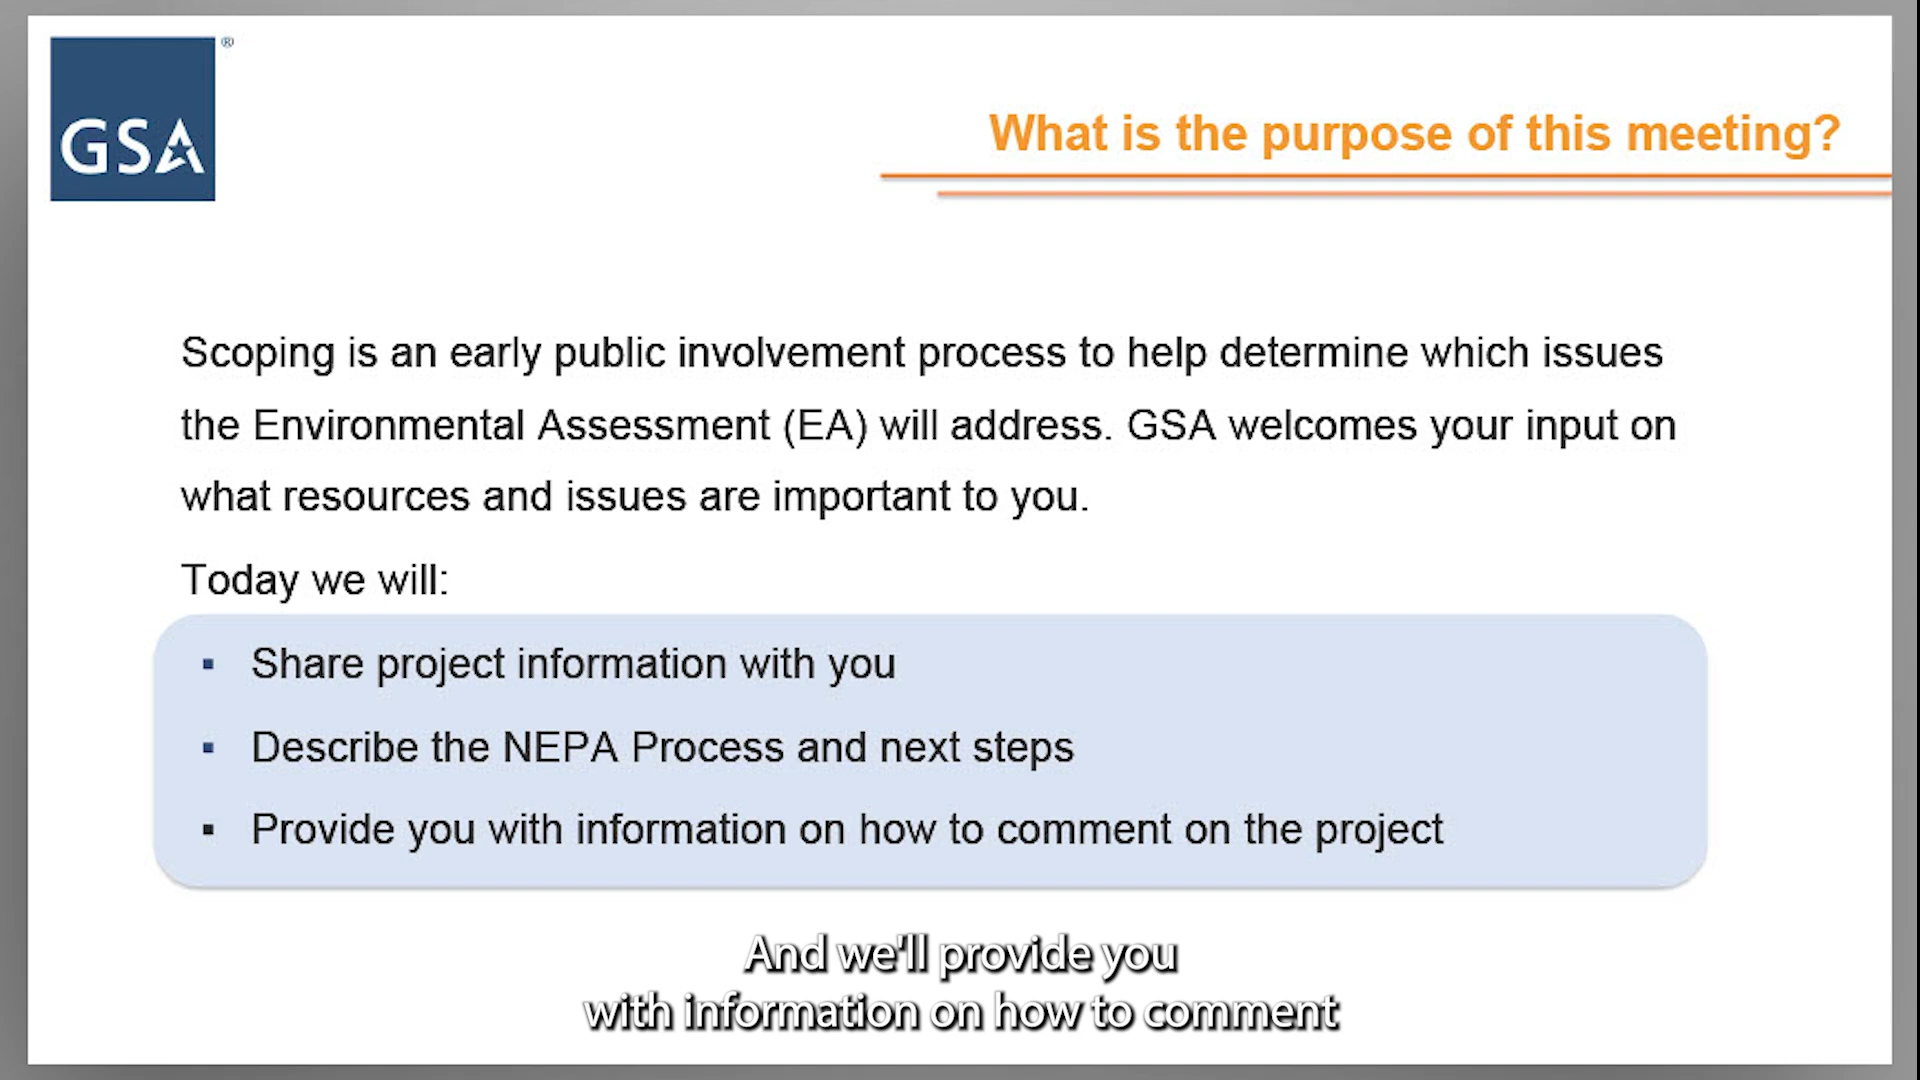 GSA ®
What is the purpose of this meeting?
Scoping is an early public involvement process to help determine which issues
the Environmental Assessment (EA) will address. GSA welcomes your input on
what resources and issues are important to you.
Today we will:
▪ Share project information with you
▪ Describe the NEPA Process and next steps
▪ Provide you with information on how to comment on the project
And we'll provide you
with information on how to comment